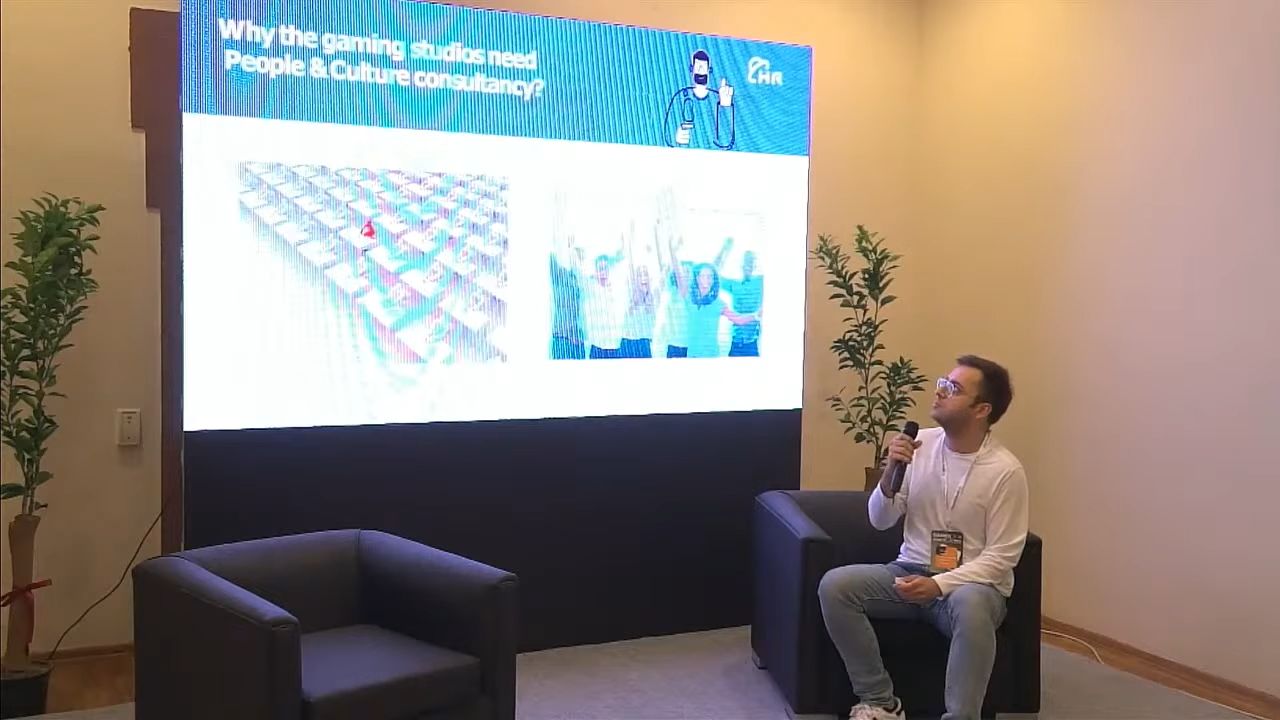 Why the gaming studios need
People & Culture consultancy?
HR